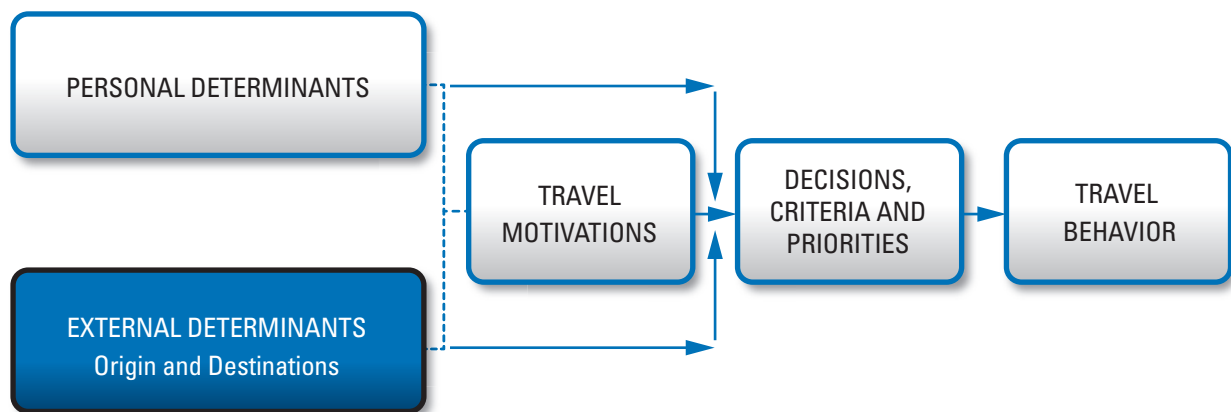 PERSONAL DETERMINANTS
EXTERNAL DETERMINANTS
Origin and Destinations
TRAVEL
MOTIVATIONS
DECISIONS,
CRITERIA AND
PRIORITIES
TRAVEL
BEHAVIOR